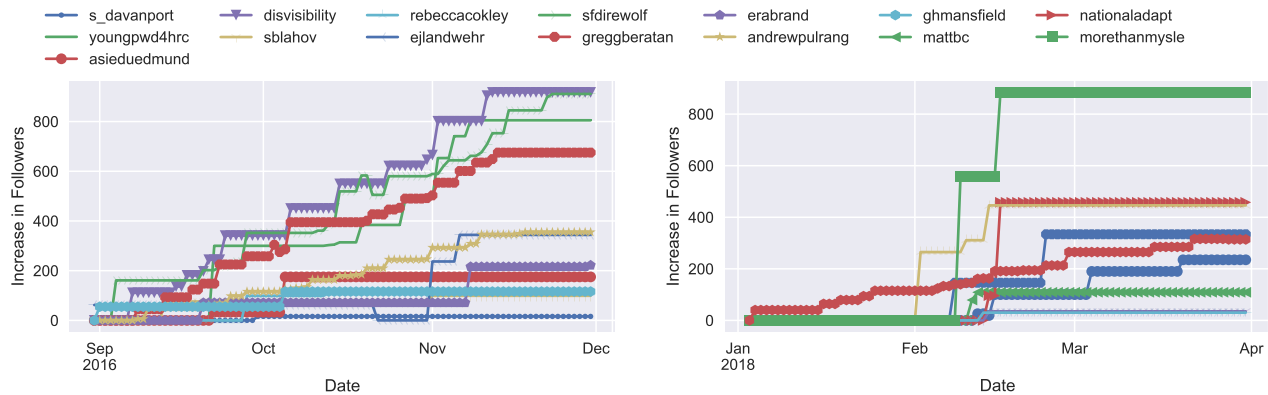 s_davanport disvisibility rebeccacokley sfdirewolf erabrand ghmansfield nationaladapt
youngpwd4hrc sblahov ejlandwehr greggberatan andrewpulrang mattbc morethanmysle
asieduedmund
Increase in Followers
800
600
400
200
0
Sep Oct Nov Dec
2016
Date
Increase in Followers
800
600
400
200
0
Jan Feb Mar Apr
2018
Date